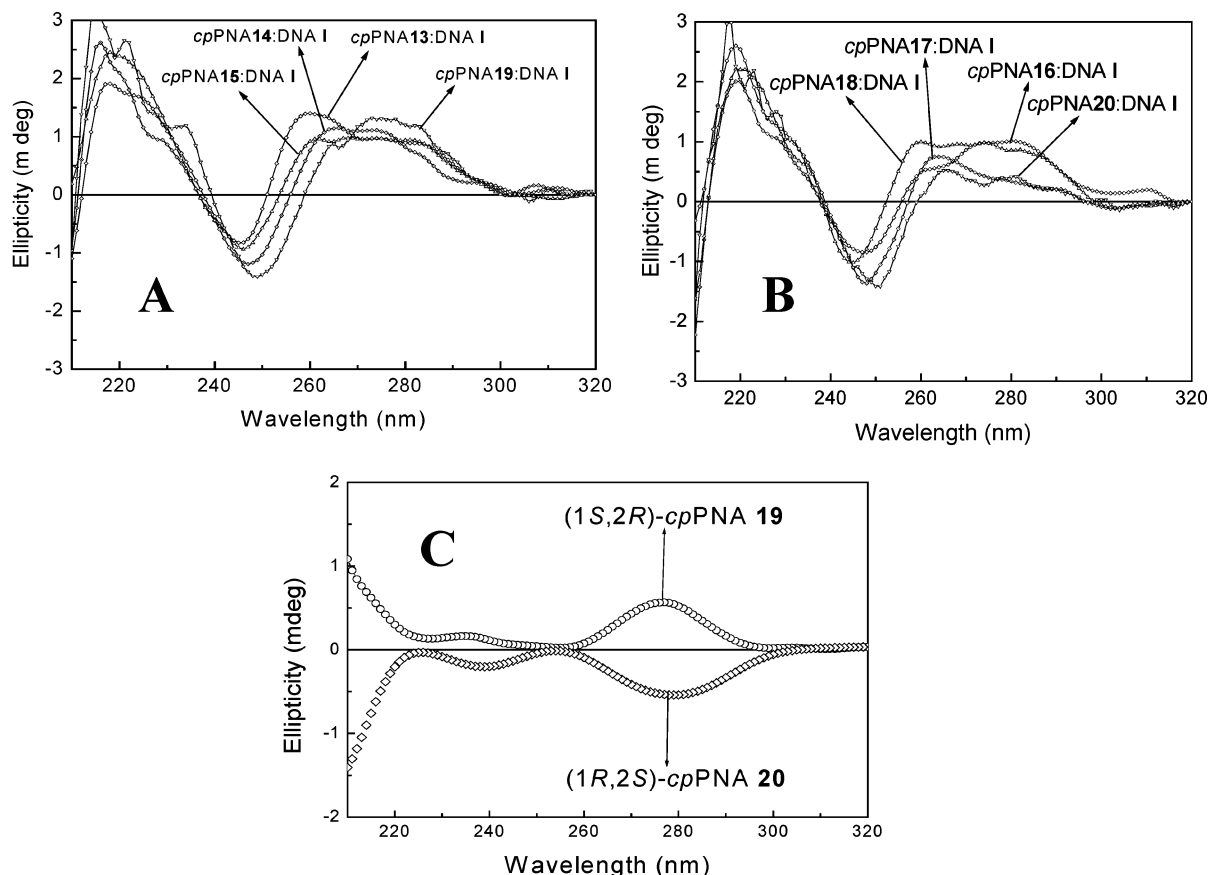 3
2
1
0
-1
-2
-3
Ellipticity (m deg)
cpPNA14:DNA I
cpPNA13:DNA I
cpPNA15:DNA I
cpPNA19:DNA I
A
220
240
260
280
300
320
Wavelength (nm)
3
2
1
0
-1
-2
-3
Ellipticity (m deg)
cpPNA17:DNA I
cpPNA18:DNA I
cpPNA16:DNA I
cpPNA20:DNA I
B
220
240
260
280
300
320
Wavelength (nm)
2
1
0
-1
-2
Ellipticity (mdeg)
C
(1S,2R)-cpPNA 19
(1R,2S)-cpPNA 20
220
240
260
280
300
320
Wavelength (nm)